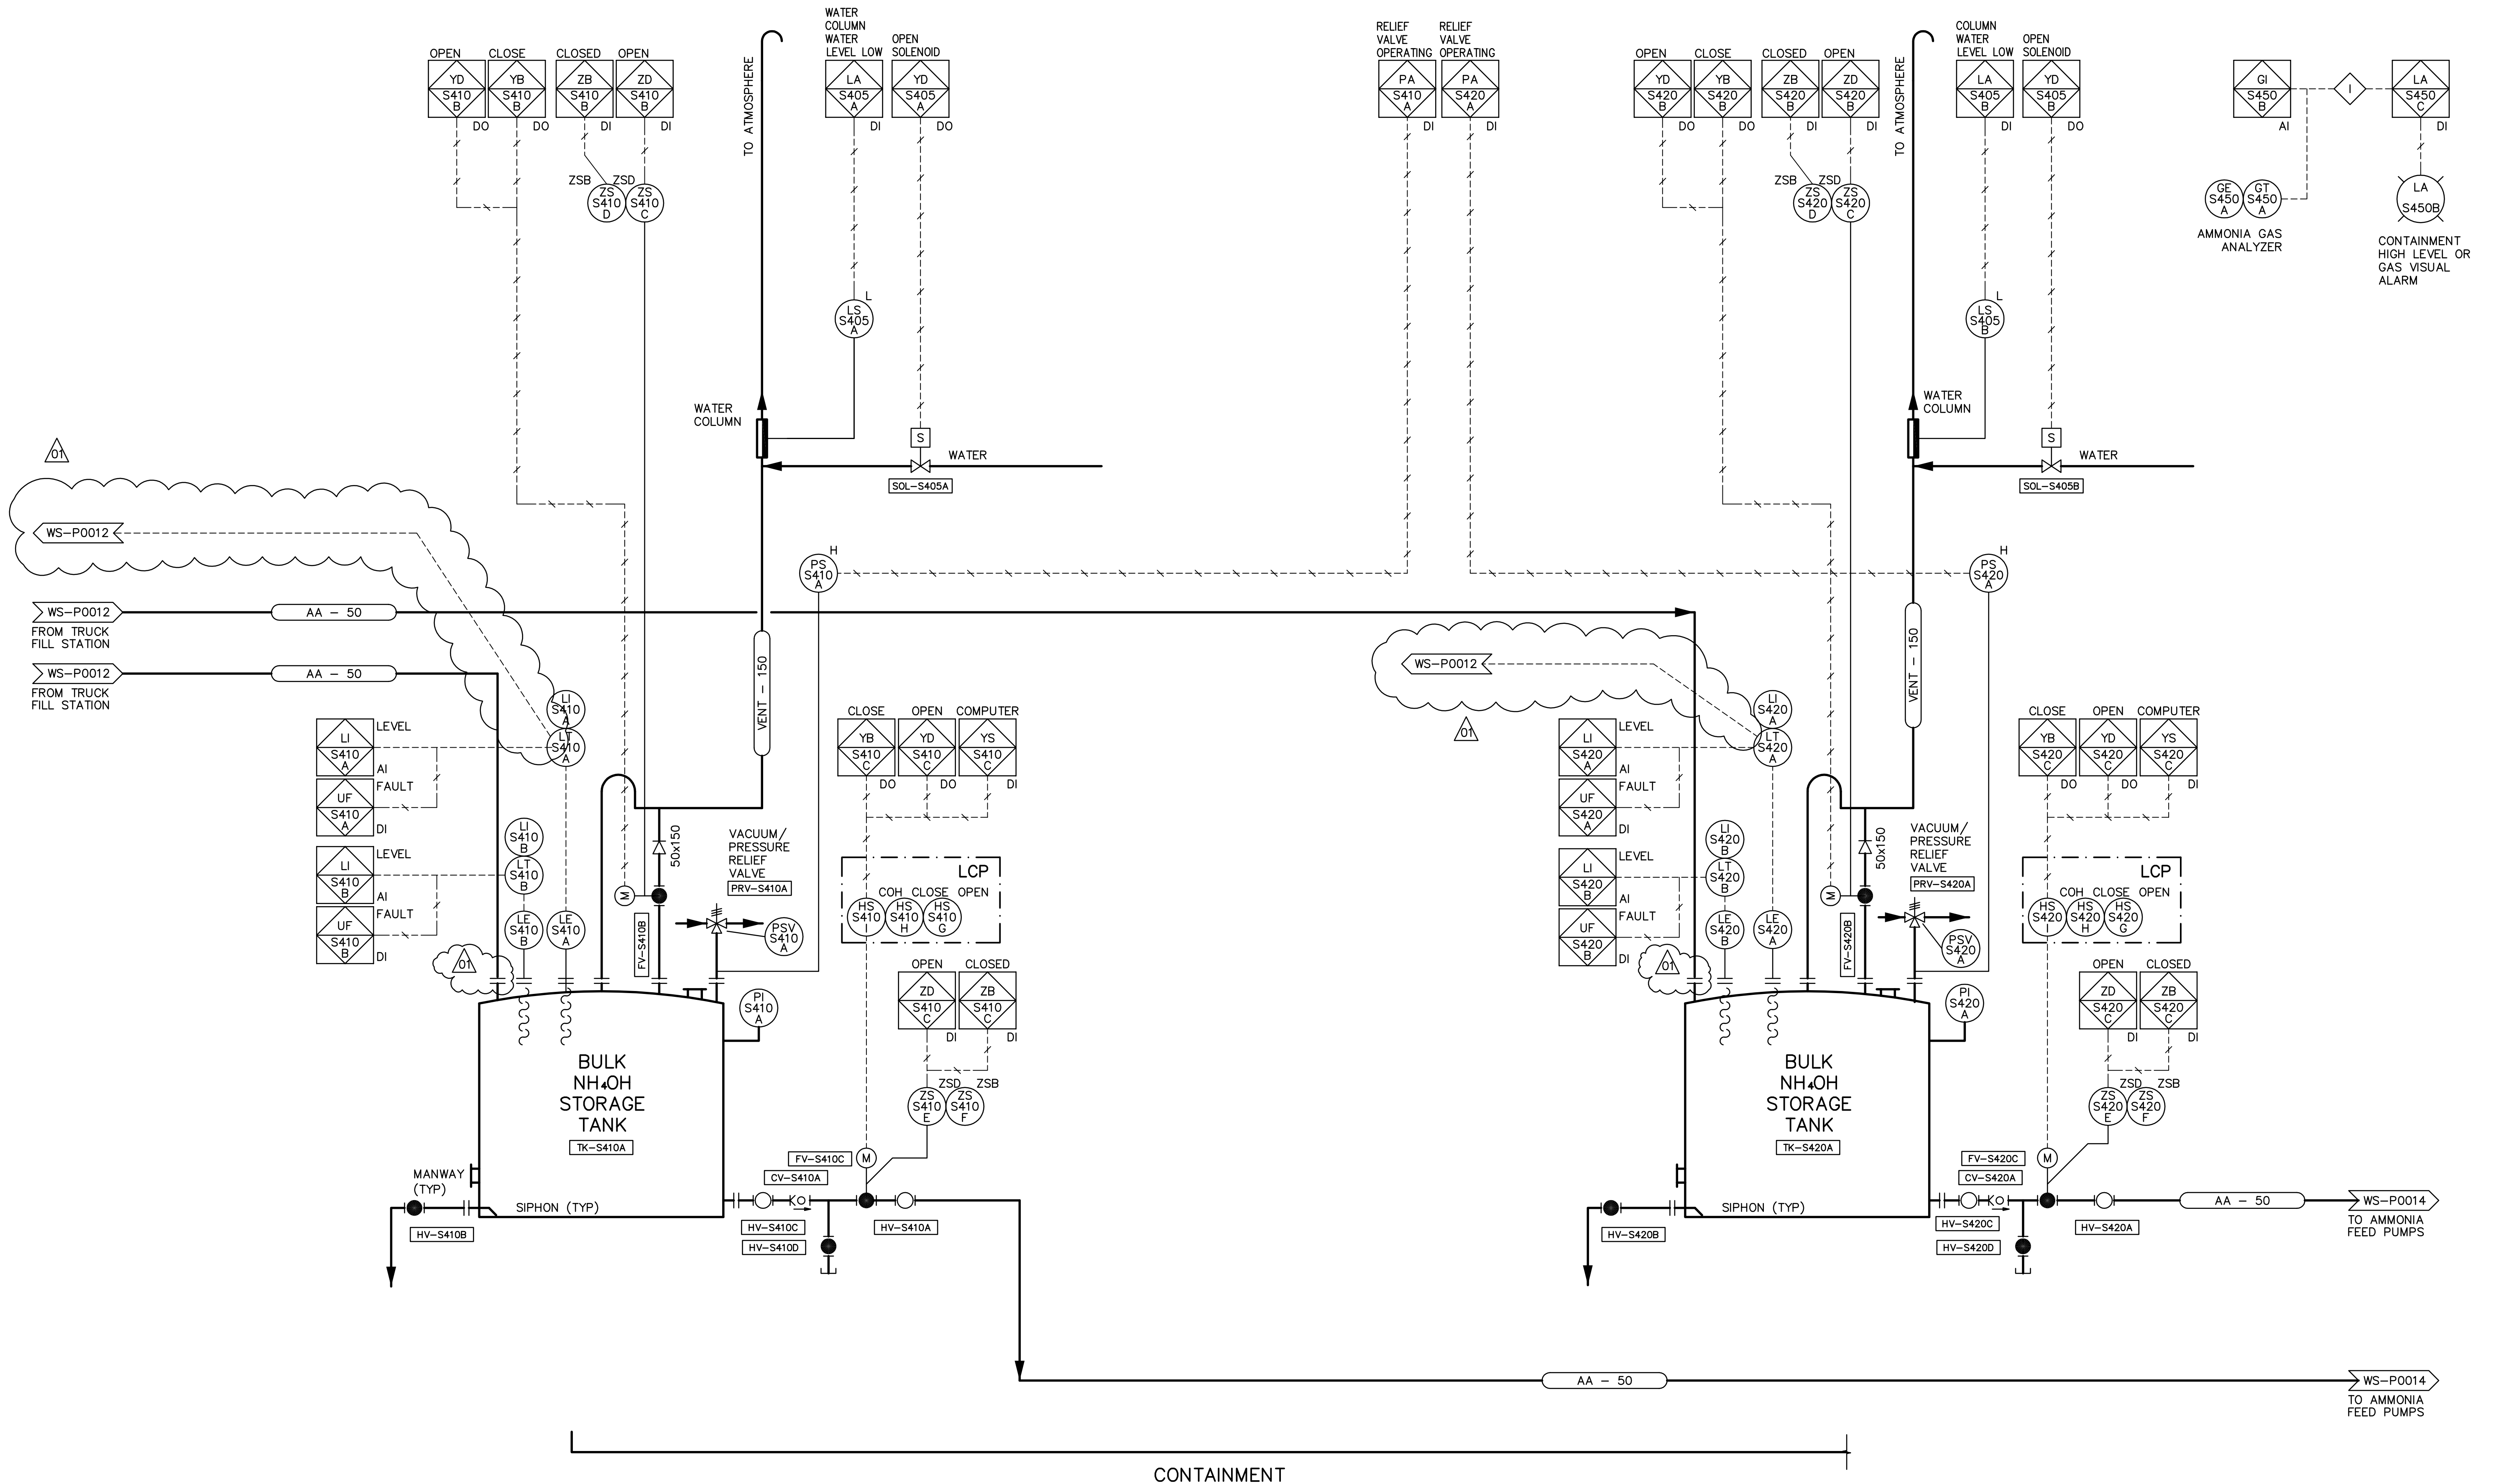 OPEN
YD
S410
B
DO
CLOSE
YB
S410
B
DO
CLOSED
ZB
S410
B
DI
OPEN
ZD
S410
B
DI
ZSB
ZS
S410
D
ZSD
ZS
S410
C
TO ATMOSPHERE
WATER
COLUMN
WATER
LEVEL LOW
LA
S405
A
DI
OPEN
SOLENOID
YD
S405
A
DO
L
LS
S405
A
WATER
COLUMN
S
WATER
SOL-S405A
RELIEF
VALVE
OPERATING
PA
S410
A
DI
RELIEF
VALVE
OPERATING
PA
S420
A
DI
OPEN
YD
S420
B
DO
CLOSE
YB
S420
B
DO
CLOSED
ZB
S420
B
DI
OPEN
ZD
S420
B
DI
ZSB
ZS
S420
D
ZSD
ZS
S420
C
TO ATMOSPHERE
COLUMN
WATER
LEVEL LOW
LA
S405
B
DI
OPEN
SOLENOID
YD
S405
B
DO
L
LS
S405
B
WATER
COLUMN
S
WATER
SOL-S405B
GI
S450
B
AI
I
LA
S450
C
DI
GE
S450
A
GT
S450
A
AMMONIA GAS
ANALYZER
LA
S450B
CONTAINMENT
HIGH LEVEL OR
GAS VISUAL
ALARM
01
WS-P0012
H
PS
S410
A
H
PS
S420
A
WS-P0012
AA - 50
FROM TRUCK
FILL STATION
WS-P0012
AA - 50
FROM TRUCK
FILL STATION
VENT - 150
LI
S410
A
LT
S410
A
LI
S410
A
LEVEL
AI
UF
S410
A
FAULT
DI
LI
S410
B
LT
S410
B
LI
S410
B
LEVEL
AI
UF
S410
B
FAULT
DI
LE
S410
B
LE
S410
A
01
M
FV-S410B
50x150
VACUUM/
PRESSURE
RELIEF
VALVE
PRV-S410A
PSV
S410
A
PI
S410
A
CLOSE
YB
S410
C
DO
OPEN
YD
S410
C
DO
COMPUTER
YS
S410
C
DI
LCP
COH CLOSE OPEN
HS
S410
HS
S410
H
HS
S410
G
OPEN
ZD
S410
C
DI
CLOSED
ZB
S410
C
DI
ZSD
ZS
S410
E
ZSB
ZS
S410
F
BULK
NH4OH
STORAGE
TANK
TK-S410A
MANWAY
(TYP)
SIPHON (TYP)
HV-S410B
FV-S410C
M
CV-S410A
HV-S410C
HV-S410D
HV-S410A
WS-P0012
01
VENT - 150
LI
S420
A
LT
S420
A
LI
S420
A
LEVEL
AI
UF
S420
A
FAULT
DI
LI
S420
B
LT
S420
B
LI
S420
B
LEVEL
AI
UF
S420
B
FAULT
DI
LE
S420
B
LE
S420
A
01
M
FV-S420B
50x150
VACUUM/
PRESSURE
RELIEF
VALVE
PRV-S420A
PSV
S420
A
PI
S420
A
CLOSE
YB
S420
C
DO
OPEN
YD
S420
C
DO
COMPUTER
YS
S420
C
DI
LCP
COH CLOSE OPEN
HS
S420
HS
S420
H
HS
S420
G
OPEN
ZD
S420
C
DI
CLOSED
ZB
S420
C
DI
ZSD
ZS
S420
E
ZSB
ZS
S420
F
BULK
NH4OH
STORAGE
TANK
TK-S420A
SIPHON (TYP)
HV-S420B
FV-S420C
M
CV-S420A
HV-S420C
HV-S420D
HV-S420A
AA - 50
WS-P0014
TO AMMONIA
FEED PUMPS
AA - 50
WS-P0014
TO AMMONIA
FEED PUMPS
CONTAINMENT